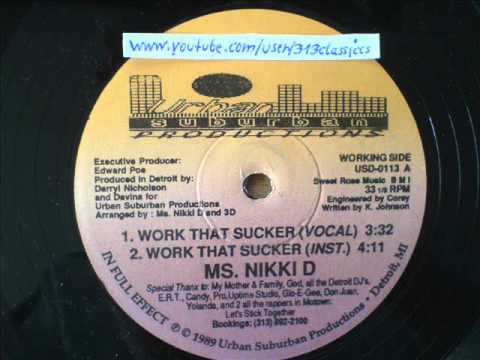 www.youtube.com/user/313classics
Urban
suburban
PRODUCTIONS
Executive Producer:
Edward Poe
Produced in Detroit by:
Darryl Nicholson
and Davina for
Urban Suburban Productions
Arranged by : Ms. Nikki D and 3D
WORKING SIDE
USD-0113 A
Sweet Rose Music B M I
33 1/3 RPM
Engineered by Corey
Written by K. Johnson
1. WORK THAT SUCKER (VOCAL) 3:32
2. WORK THAT SUCKER (INST.) 4:11
MS. NIKKI D
Special Thanx to: My Mother & Family, God, all the Detroit DJ's,
E.R.T., Candy, Pro, Uptime Studio, Glo-E-Gee, Don Juan,
Yolanda, and 2 all the rappers in Motown.
Let's Stick Together
Bookings: (313) 892-2100
IN FULL EFFECT ℗ © 1989 Urban Suburban Productions • Detroit, MI